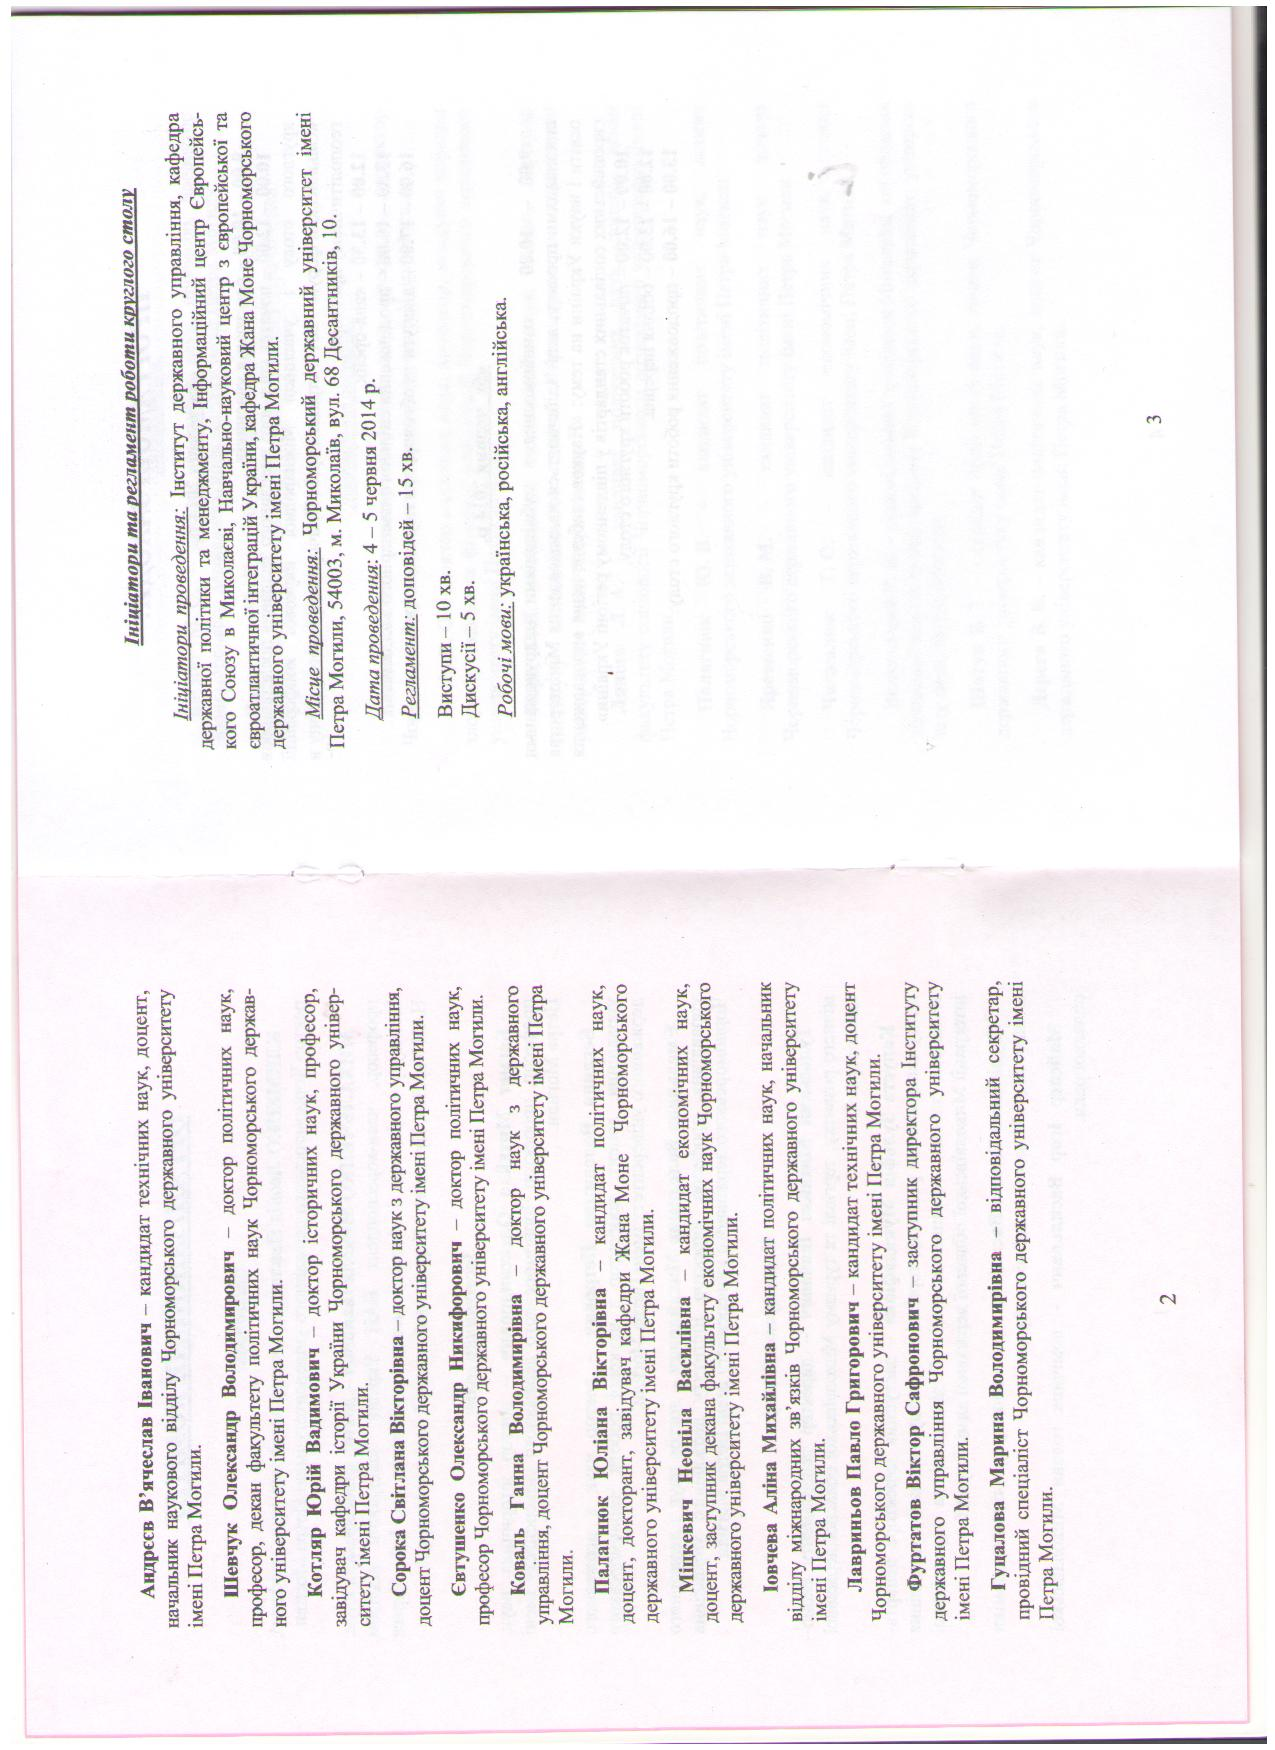 Андрєєв В’ячеслав Іванович – кандидат технічних наук, доцент,
начальник наукового відділу Чорноморського державного університету
імені Петра Могили.
Шевчук Олександр Володимирович – доктор політичних наук,
професор, декан факультету політичних наук Чорноморського держав-
ного університету імені Петра Могили.
Котляр Юрій Вадимович – доктор історичних наук, професор,
завідувач кафедри історії України Чорноморського державного універ-
ситету імені Петра Могили.
Сорока Світлана Вікторівна – доктор наук з державного управління,
доцент Чорноморського державного університету імені Петра Могили.
Євтушенко Олександр Никифорович – доктор політичних наук,
професор Чорноморського державного університету імені Петра Могили.
Коваль Ганна Володимирівна – доктор наук з державного
управління, доцент Чорноморського державного університету імені Петра
Могили.
Палагнюк Юліана Вікторівна – кандидат політичних наук,
доцент, докторант, завідувач кафедри Жана Моне Чорноморського
державного університету імені Петра Могили.
Міцкевич Неоніла Василівна – кандидат економічних наук,
доцент, заступник декана факультету економічних наук Чорноморського
державного університету імені Петра Могили.
Іовчева Аліна Михайлівна – кандидат політичних наук, начальник
відділу міжнародних зв’язків Чорноморського державного університету
імені Петра Могили.
Лавриньов Павло Григорович – кандидат технічних наук, доцент
Чорноморського державного університету імені Петра Могили.
Фуртатов Віктор Сафронович – заступник директора Інституту
державного управління Чорноморського державного університету
імені Петра Могили.
Гуцалова Марина Володимирівна – відповідальний секретар,
провідний спеціаліст Чорноморського державного університету імені
Петра Могили.
2
Ініціатори та регламент роботи круглого столу
Ініціатори проведення: Інститут державного управління, кафедра
державної політики та менеджменту, Інформаційний центр Європейсь-
кого Союзу в Миколаєві, Навчально-науковий центр з європейської та
євроатлантичної інтеграції України, кафедра Жана Моне Чорноморського
державного університету імені Петра Могили.
Місце проведення: Чорноморський державний університет імені
Петра Могили, 54003, м. Миколаїв, вул. 68 Десантників, 10.
Дата проведення: 4 – 5 червня 2014 р.
Регламент: доповідей – 15 хв.
Виступи – 10 хв.
Дискусії – 5 хв.
Робочі мови: українська, російська, англійська.
3